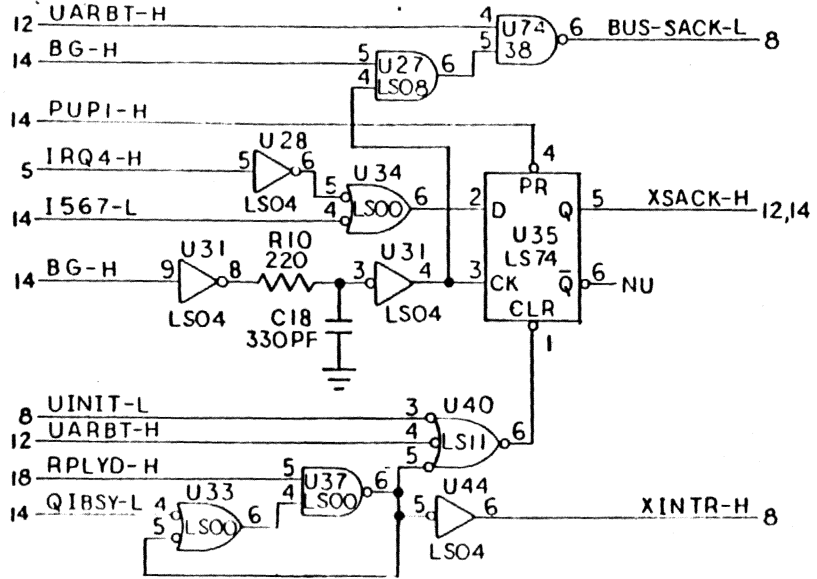 12 UARBT-H 4 U74 38 6 BUS-SACK-L 8
5
14 BG-H 5 U27 LS08 6
4
14 PUP1-H 4
U28
5 IRQ4-H 5 6 LS04
U34
5 LS00 6 2 D PR Q 5 XSACK-H 12,14
14 I567-L 4
U35
LS74
U31 R10 U31
14 BG-H 9 8 220 3 4 3 CK Q 6 NU
LS04 LS04 CLR
C18 1
330PF
8 UINIT-L 3 U40
12 UARBT-H 4 LS11 6
5
18 RPLYD-H 5 U37 6
4 LS00
14 QIBSY-L 4 U33 LS00 6
5
U44
5 6 XINTR-H 8
LS04